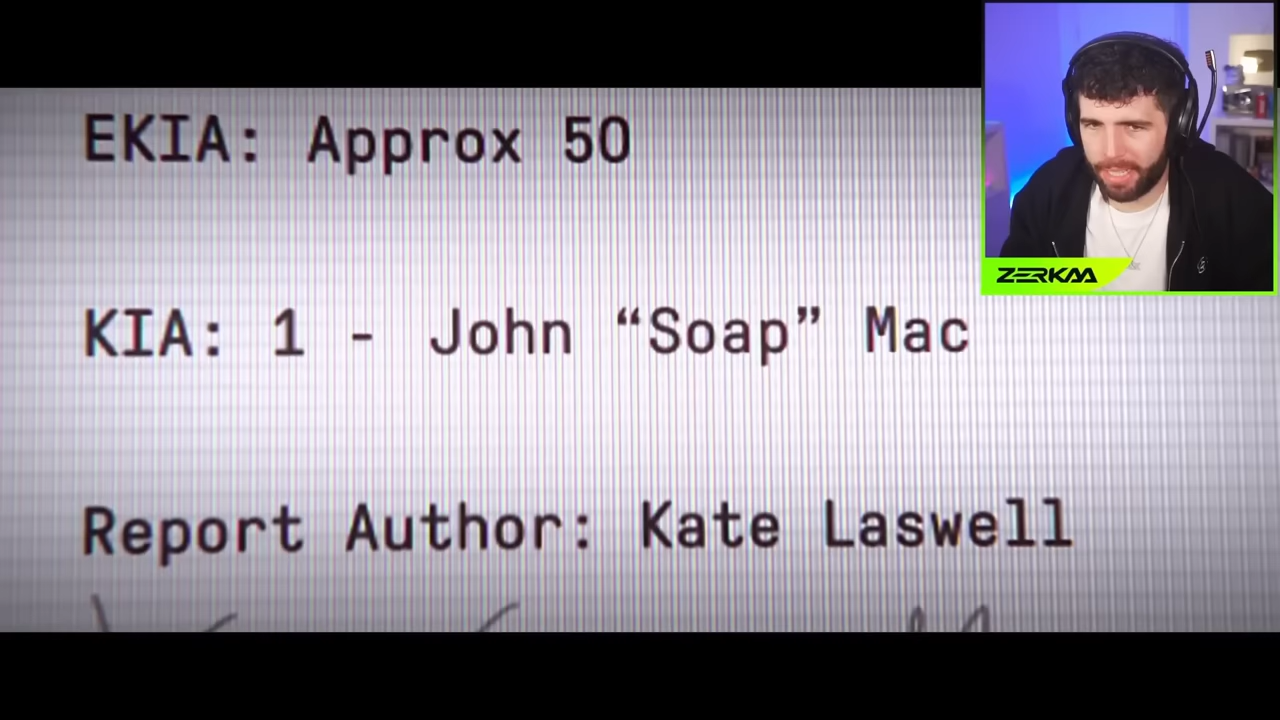 EKIA: Approx 50
KIA: 1 - John “Soap” Mac
Report Author: Kate Laswell
ZERKAA